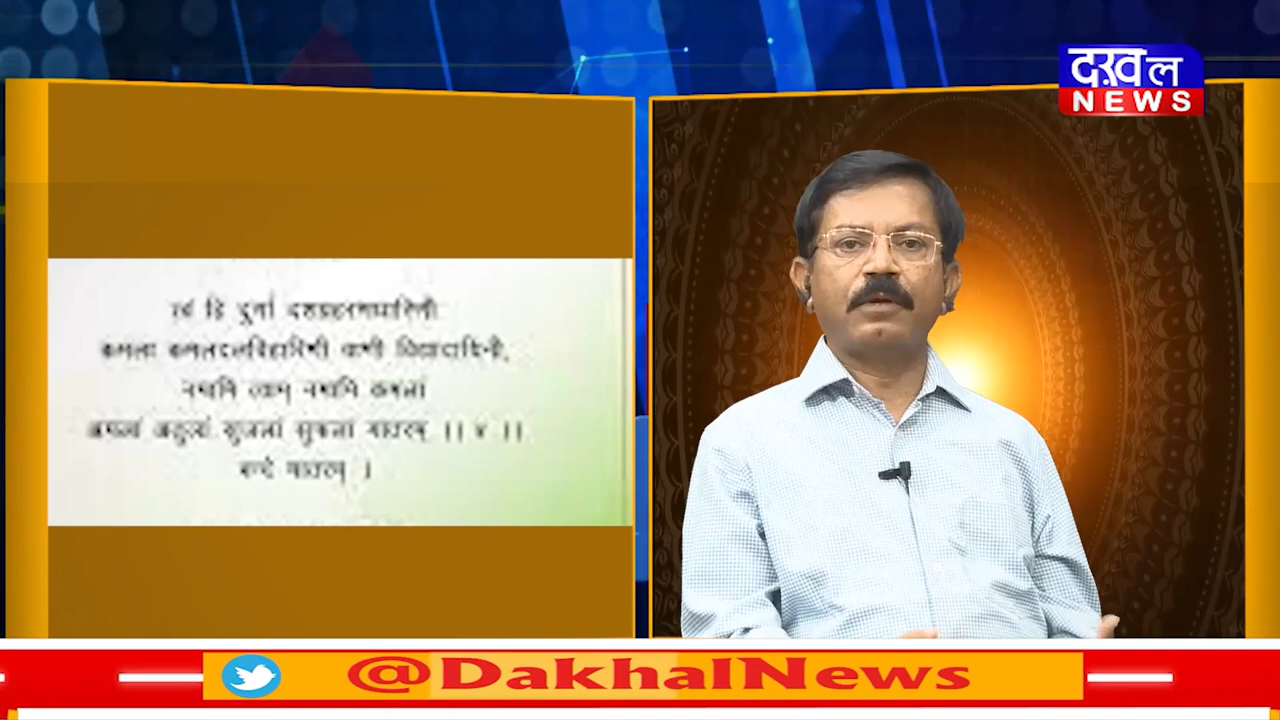 दख़ल
NEWS
त्वं हि दुर्गा दशप्रहरणधारिणी
कमला कमलदलविहारिणी वाणी विद्यादायिनी,
नमामि त्वाम् नमामि कमलां
अमलां अतुलां सुजलां सुफलां मातरम् ।। ४ ।।
वन्दे मातरम् ।
@DakhalNews